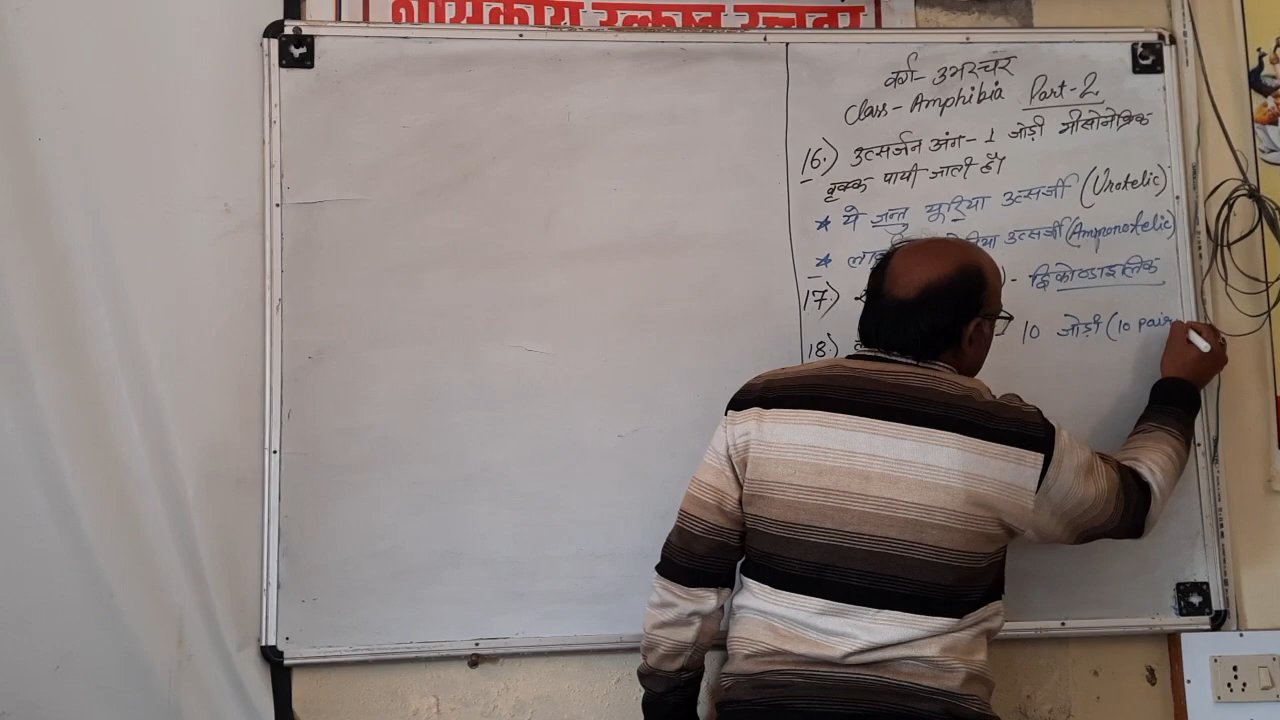 वर्ग- उभयचर
Class-Amphibia Part-2
16.) उत्सर्जन अंग- 1 जोड़ी मीसोनेफ्रिक
वृक्क पायी जाती हैं।
* ये जन्तु यूरिया उत्सर्जी (Urotelic)
* उत्सर्जी (Ammonotelic)
17.) - द्विकोण्डाइलिक
18.) 10 जोड़ी (10 pair